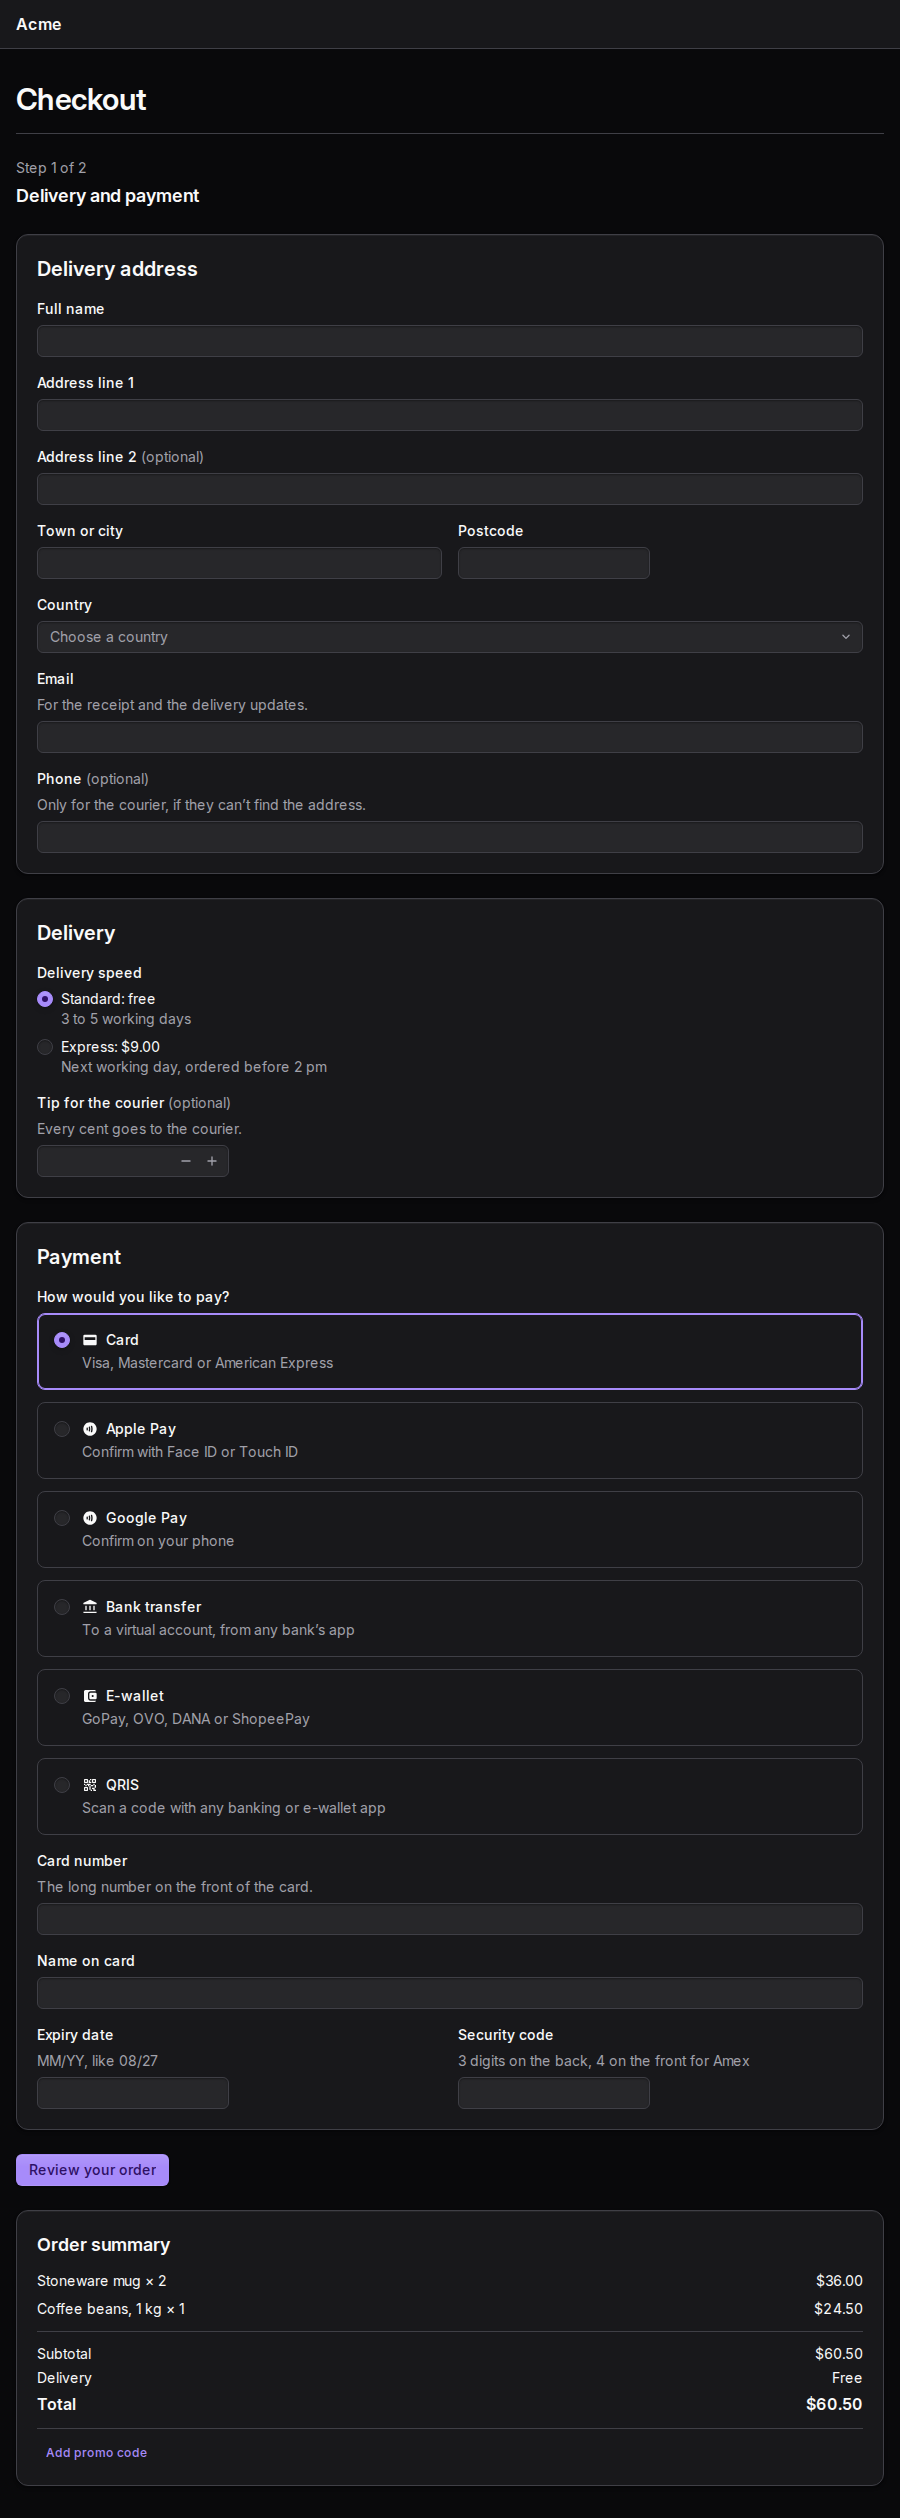 Acme
Checkout
Step 1 of 2
Delivery and payment
Delivery address
Full name
Address line 1
Address line 2 (optional)
Town or city
Postcode
Country
Choose a country
Email
For the receipt and the delivery updates.
Phone (optional)
Only for the courier, if they can’t find the address.
Delivery
Delivery speed
Standard: free
3 to 5 working days
Express: $9.00
Next working day, ordered before 2 pm
Tip for the courier (optional)
Every cent goes to the courier.
Payment
How would you like to pay?
Card
Visa, Mastercard or American Express
Apple Pay
Confirm with Face ID or Touch ID
Google Pay
Confirm on your phone
Bank transfer
To a virtual account, from any bank’s app
E-wallet
GoPay, OVO, DANA or ShopeePay
QRIS
Scan a code with any banking or e-wallet app
Card number
The long number on the front of the card.
Name on card
Expiry date
MM/YY, like 08/27
Security code
3 digits on the back, 4 on the front for Amex
Review your order
Order summary
Stoneware mug × 2 $36.00
Coffee beans, 1 kg × 1 $24.50
Subtotal $60.50
Delivery Free
Total $60.50
Add promo code